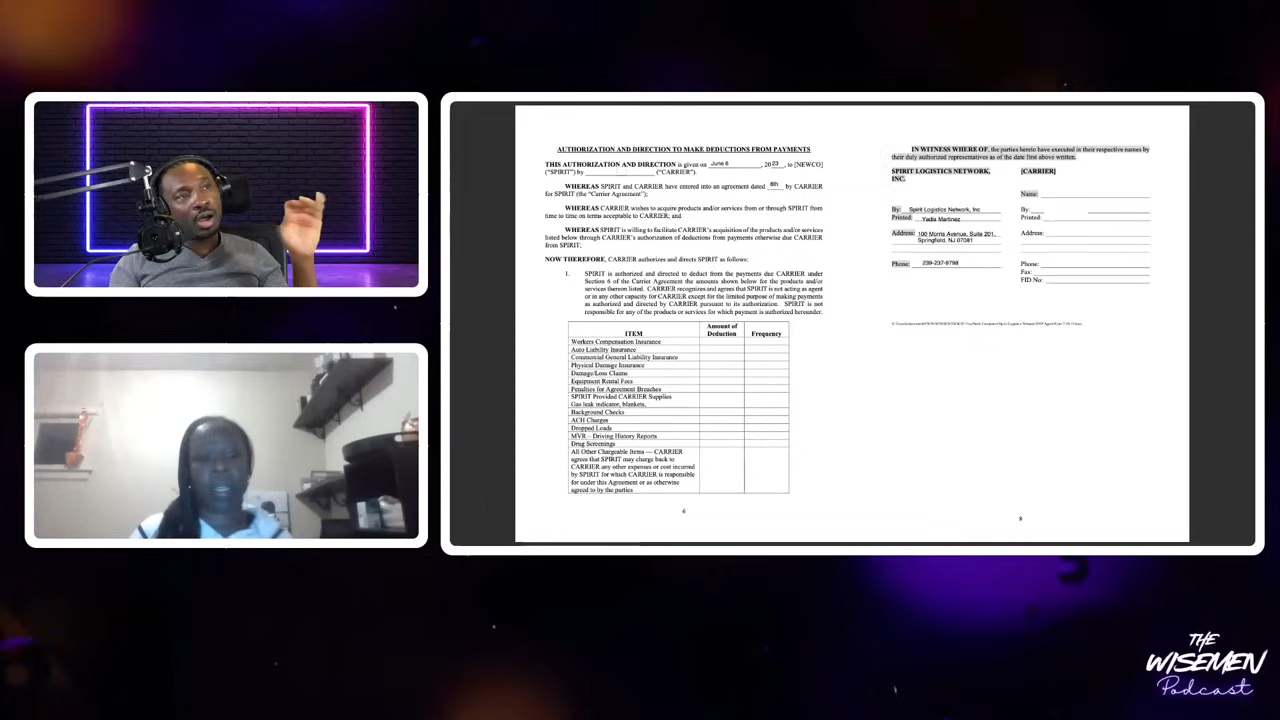 AUTHORIZATION AND DIRECTION TO MAKE DEDUCTIONS FROM PAYMENTS
THIS AUTHORIZATION AND DIRECTION is given on June 6, 2023, to [NEWCO]
("SPIRIT") by ("CARRIER").
WHEREAS SPIRIT and CARRIER have entered into an agreement dated 6th by CARRIER
for SPIRIT (the "Carrier Agreement");
WHEREAS CARRIER wishes to acquire products and/or services from or through SPIRIT from
time to time on terms acceptable to CARRIER; and
WHEREAS SPIRIT is willing to facilitate CARRIER's acquisition of the products and/or services
listed below through CARRIER's authorization of deductions from payments otherwise due CARRIER
from SPIRIT;
NOW THEREFORE, CARRIER authorizes and directs SPIRIT as follows:
1. SPIRIT is authorized and directed to deduct from the payments due CARRIER under
Section 6 of the Carrier Agreement the amounts shown below for the products and/or
services thereon listed. CARRIER recognizes and agrees that SPIRIT is not acting as agent
or in any other capacity for CARRIER except for the limited purpose of making payments
as authorized and directed by CARRIER pursuant to its authorization. SPIRIT is not
responsible for any of the products or services for which payment is authorized hereunder.
ITEM Amount of Deduction Frequency
Workers Compensation Insurance
Auto Liability Insurance
Commercial General Liability Insurance
Physical Damage Insurance
Damage/Loss Claims
Equipment Rental Fees
Penalties for Agreement Breaches
SPIRIT Provided CARRIER Supplies
Gas leak indicator, blankets,
Background Checks
ACH Charges
Dropped Loads
MVR – Driving History Reports
Drug Screenings
All Other Chargeable Items — CARRIER
agrees that SPIRIT may charge back to
CARRIER any other expenses or cost incurred
by SPIRIT for which CARRIER is responsible
for under this Agreement or as otherwise
agreed to by the parties
6
IN WITNESS WHERE OF, the parties hereto have executed in their respective names by
their duly authorized representatives as of the date first above written.
SPIRIT LOGISTICS NETWORK,
INC.
By: Spirit Logistics Network, Inc
Printed: Yadia Martinez
Address: 100 Morris Avenue, Suite 201,
Springfield, NJ 07081
Phone: 239-237-9798
[CARRIER]
Name:
By:
Printed:
Address:
Phone:
Fax:
FID No:
8
THE
WISEMEN
Podcast